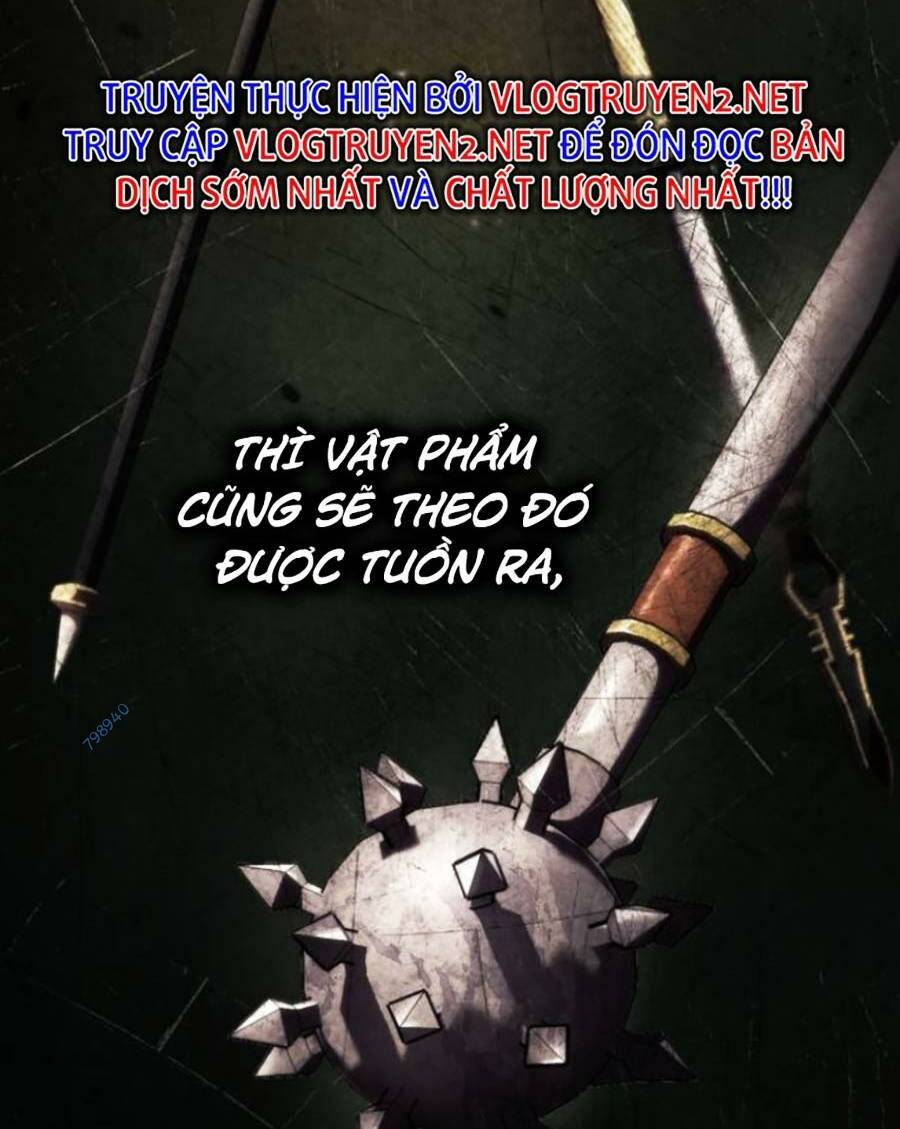 TRUYỆN THỰC HIỆN BỞI VLOGTRUYEN2.NET
TRUY CẬP VLOGTRUYEN2.NET ĐỂ ĐÓN ĐỌC BẢN
DỊCH SỚM NHẤT VÀ CHẤT LƯỢNG NHẤT!!!
THÌ VẬT PHẨM
CŨNG SẼ THEO ĐÓ
ĐƯỢC TUỒN RA,
798940